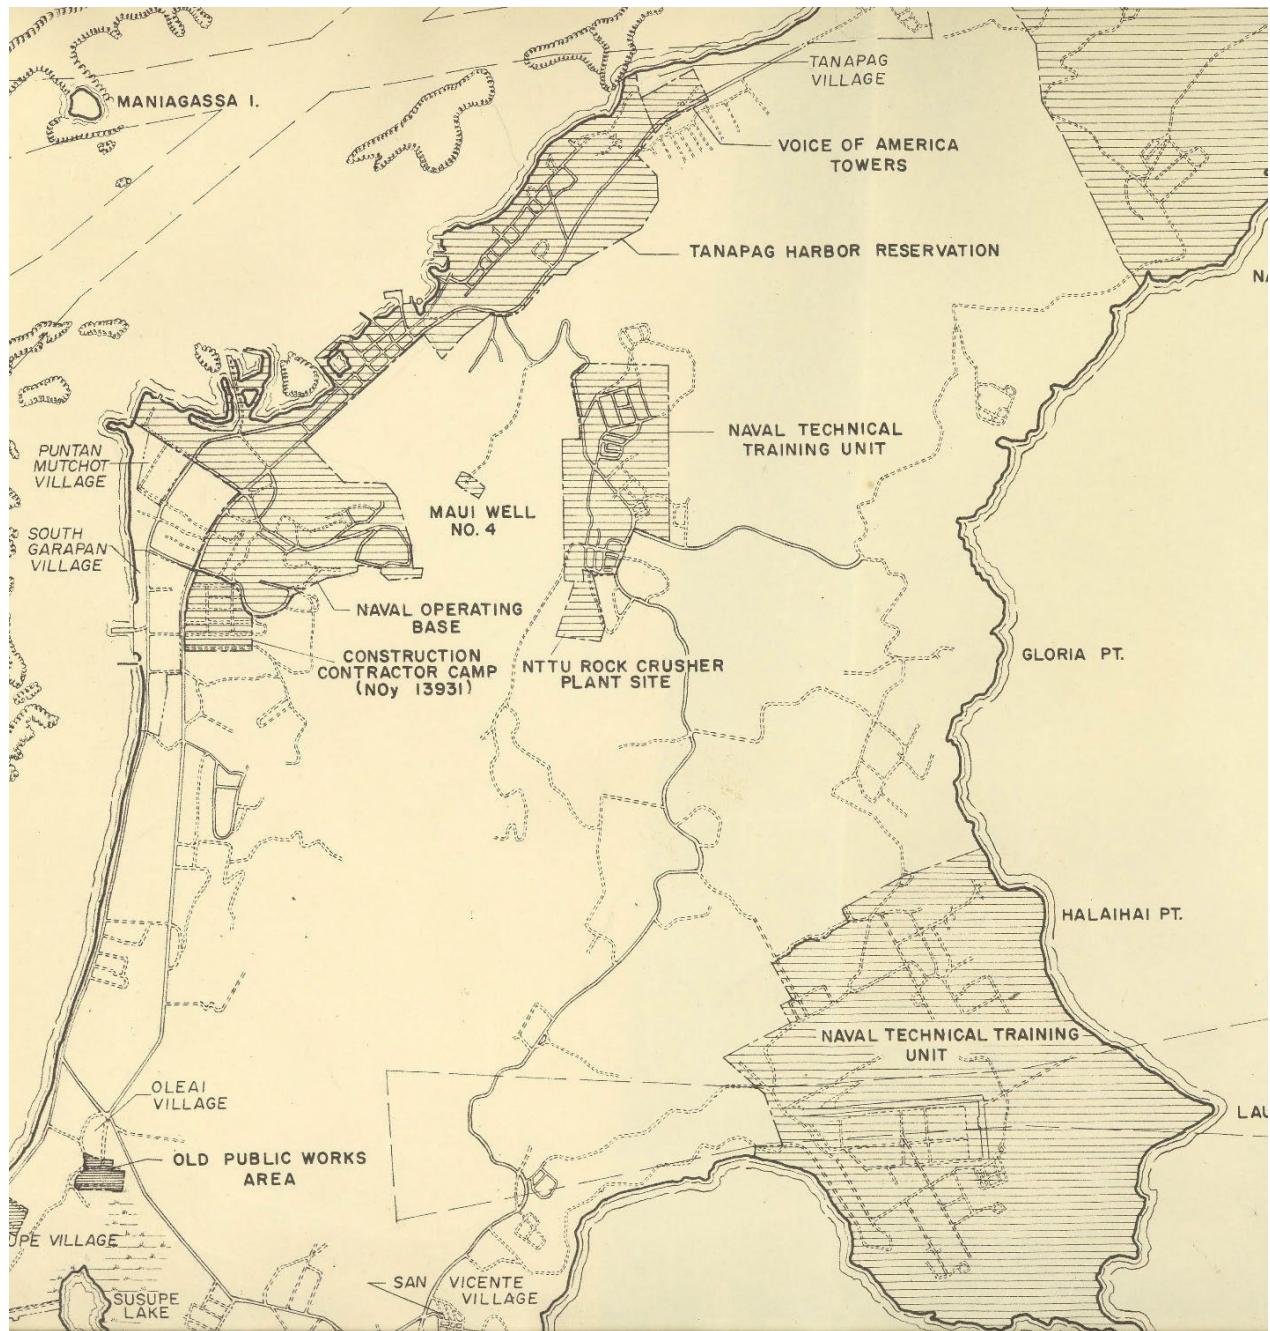 TANAPAG
VILLAGE
MANIAGASSA I.
VOICE OF AMERICA
TOWERS
TANAPAG HARBOR RESERVATION
NAVAL TECHNICAL
TRAINING UNIT
PUNTAN
MUTCHOT
VILLAGE
MAUI WELL
NO. 4
SOUTH
GARAPAN
VILLAGE
NAVAL OPERATING
BASE
CONSTRUCTION
CONTRACTOR CAMP
(NOy 13931)
NTTU ROCK CRUSHER
PLANT SITE
GLORIA PT.
HALAIHAI PT.
NAVAL TECHNICAL TRAINING
UNIT
OLEAI
VILLAGE
LAU
OLD PUBLIC WORKS
AREA
UPE VILLAGE
SAN VICENTE
VILLAGE
SUSUPE
LAKE